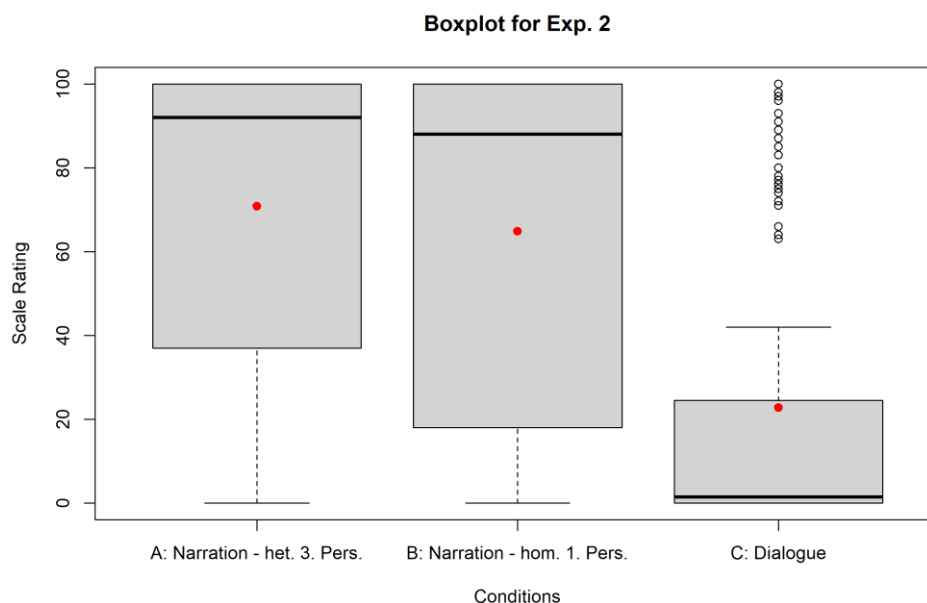 Boxplot for Exp. 2
Scale Rating
100
80
60
40
20
0
A: Narration - het. 3. Pers.
B: Narration - hom. 1. Pers.
C: Dialogue
Conditions